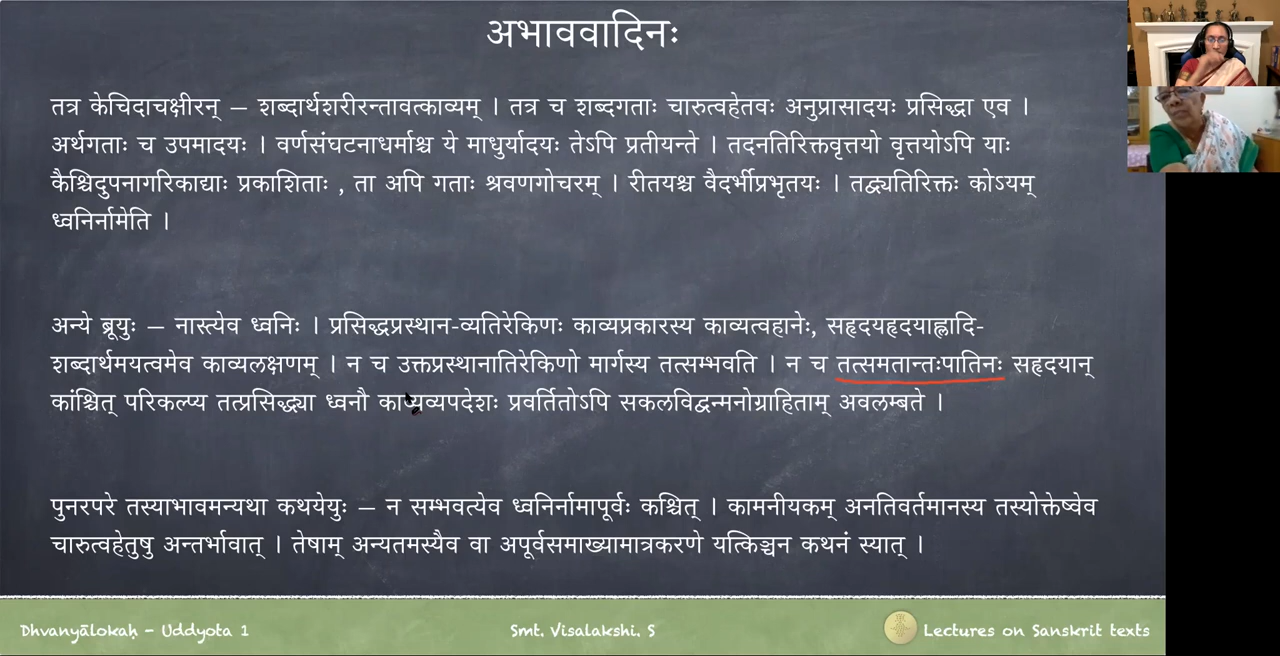 अभाववादिनः
तत्र केचिदाचक्षीरन् – शब्दार्थशरीरन्तावत्काव्यम् । तत्र च शब्दगताः चारुत्वहेतवः अनुप्रासादयः प्रसिद्धा एव ।
अर्थगताः च उपमादयः । वर्णसंघटनाधर्माश्च ये माधुर्यादयः तेऽपि प्रतीयन्ते । तदनतिरिक्तवृत्तयो वृत्तयोऽपि याः
कैश्चिदुपनागरिकाद्याः प्रकाशिताः , ता अपि गताः श्रवणगोचरम् । रीतयश्च वैदर्भीप्रभृतयः । तद्व्यतिरिक्तः कोऽयम्
ध्वनिर्नामेति ।
अन्ये ब्रूयुः – नास्त्येव ध्वनिः । प्रसिद्धप्रस्थान-व्यतिरेकिणः काव्यप्रकारस्य काव्यत्वहानेः, सहृदयहृदयाह्लादि-
शब्दार्थमयत्वमेव काव्यलक्षणम् । न च उक्तप्रस्थानातिरेकिणो मार्गस्य तत्सम्भवति । न च तत्समतान्तःपातिनः सहृदयान्
कांश्चित् परिकल्प्य तत्प्रसिद्ध्या ध्वनौ काव्यव्यपदेशः प्रवर्तितोऽपि सकलविद्वन्मनोग्राहिताम् अवलम्बते ।
पुनरपरे तस्याभावमन्यथा कथयेयुः – न सम्भवत्येव ध्वनिर्नामापूर्वः कश्चित् । कामनीयकम् अनतिवर्तमानस्य तस्योक्तेष्वेव
चारुत्वहेतुषु अन्तर्भावात् । तेषाम् अन्यतमस्यैव वा अपूर्वसमाख्यामात्रकरणे यत्किञ्चन कथनं स्यात् ।
Dhvanyālokaḥ – Uddyota 1
Smt. Visalakshi. S
Lectures on Sanskrit texts